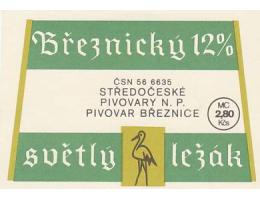 Březnický 12%
ČSN 56 6635
STŘEDOČESKÉ
PIVOVARY N. P.
PIVOVAR BŘEZNICE
MC
2,80
Kčs
světlý ležák